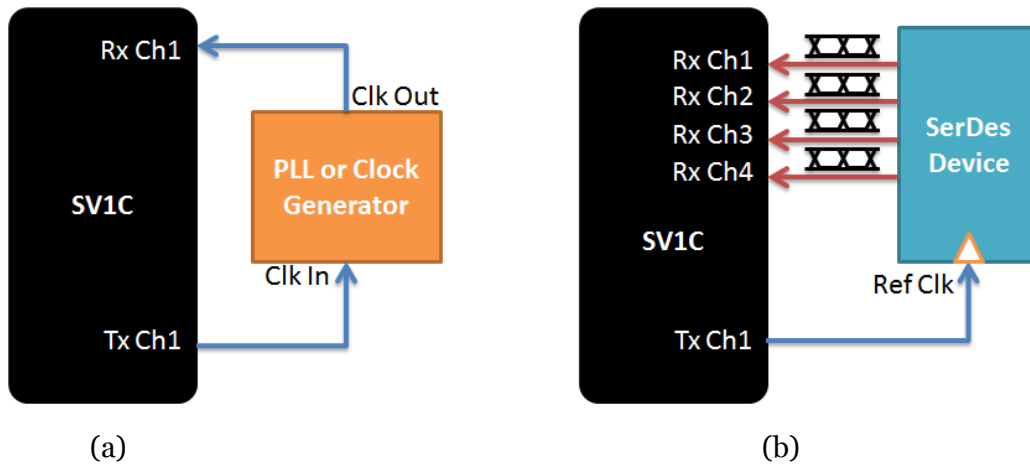 Rx Ch1
Clk Out
PLL or Clock
Generator
SV1C
Clk In
Tx Ch1
(a)
Rx Ch1
Rx Ch2
Rx Ch3
Rx Ch4
SerDes
Device
SV1C
Ref Clk
Tx Ch1
(b)